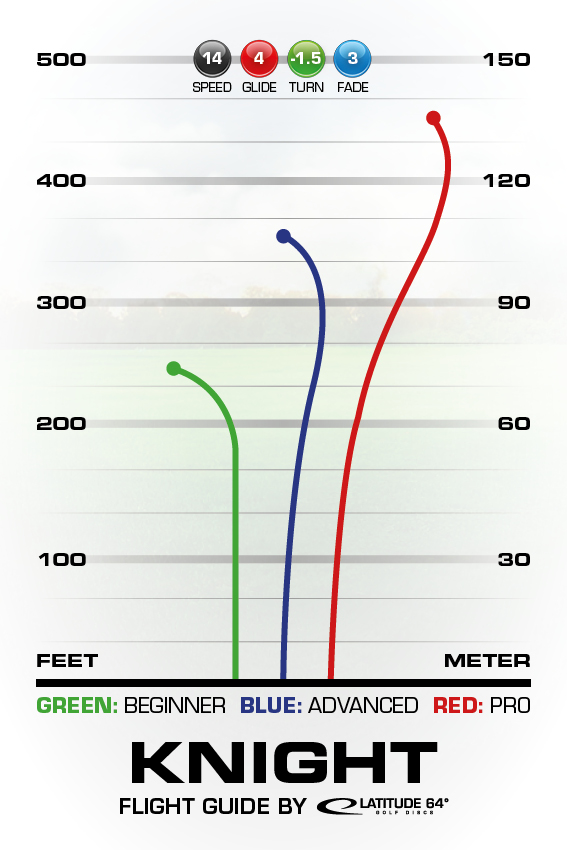 500 14 4 -1.5 3 150
SPEED GLIDE TURN FADE
400 120
300 90
200 60
100 30
FEET METER
GREEN: BEGINNER BLUE: ADVANCED RED: PRO
KNIGHT
FLIGHT GUIDE BY LATITUDE 64°
GOLF DISCS